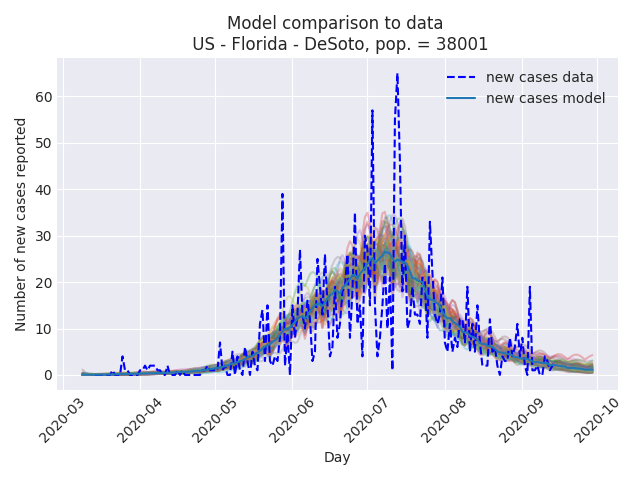 Model comparison to data
US - Florida - DeSoto, pop. = 38001
new cases data
new cases model
Number of new cases reported
60
50
40
30
20
10
0
2020-03
2020-04
2020-05
2020-06
2020-07
2020-08
2020-09
2020-10
Day